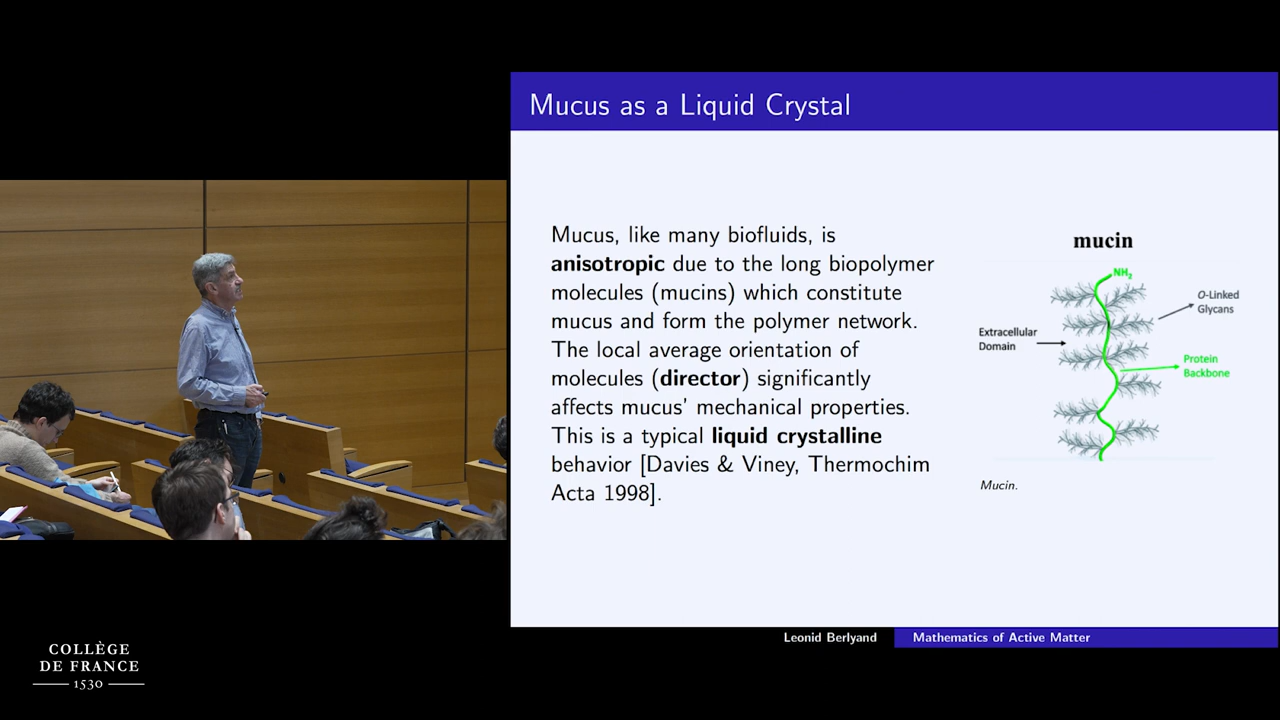 Mucus as a Liquid Crystal
Mucus, like many biofluids, is
anisotropic due to the long biopolymer
molecules (mucins) which constitute
mucus and form the polymer network.
The local average orientation of
molecules (director) significantly
affects mucus' mechanical properties.
This is a typical liquid crystalline
behavior [Davies & Viney, Thermochim
Acta 1998].
mucin
NH2
O-Linked
Glycans
Extracellular
Domain
Protein
Backbone
Mucin.
Leonid Berlyand
Mathematics of Active Matter
COLLÈGE
DE FRANCE
1530